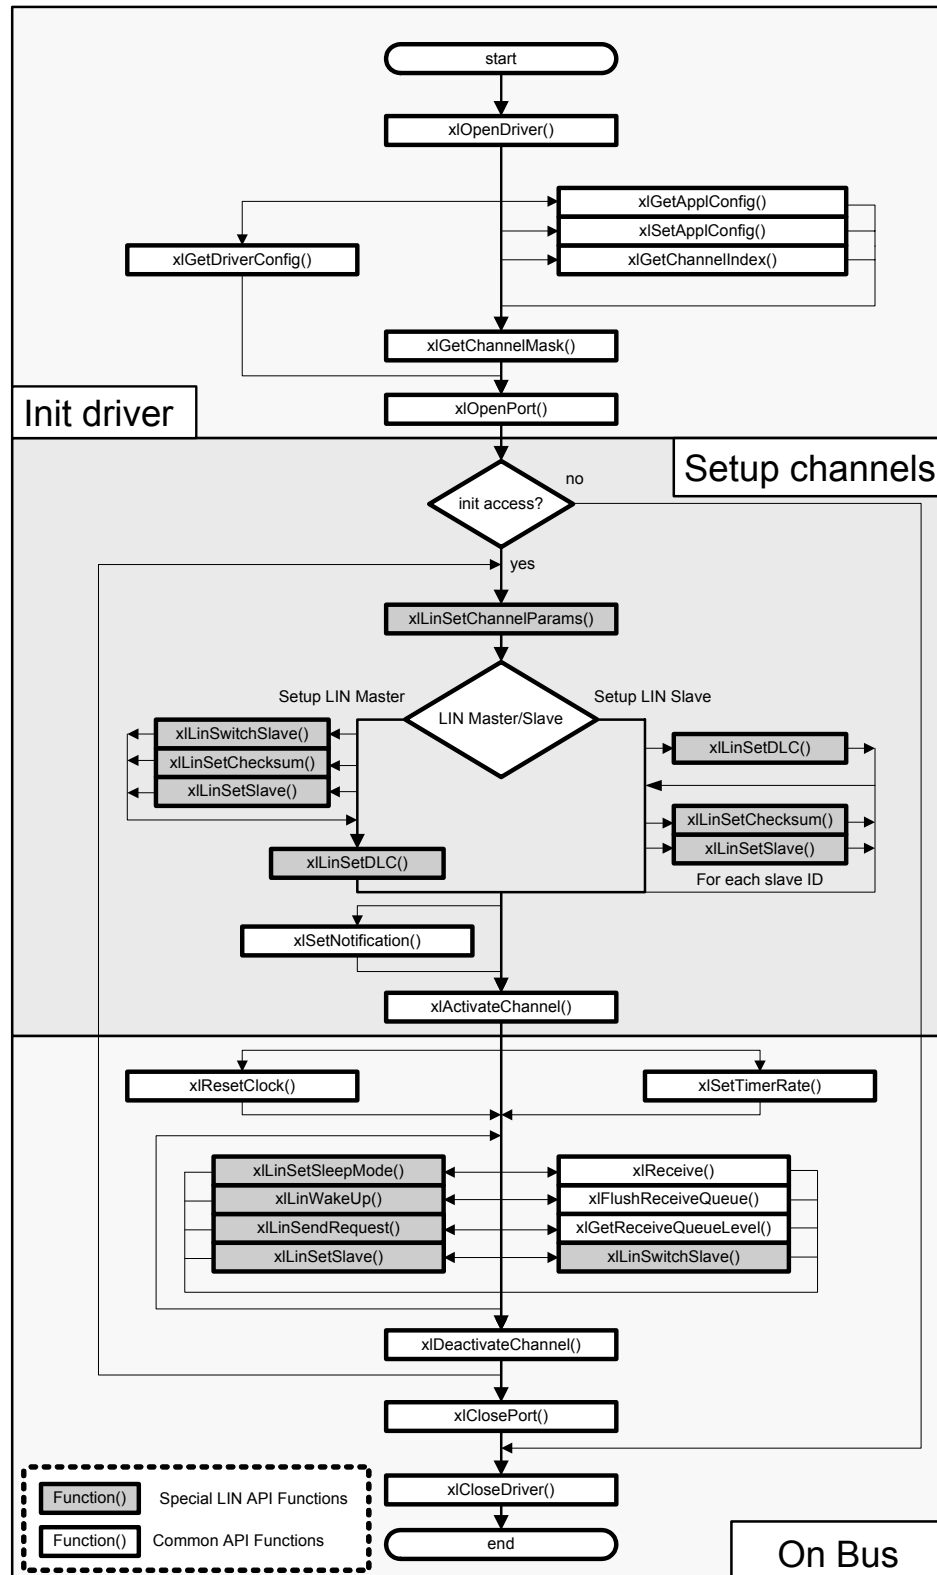 start
xlOpenDriver()
xlGetApplConfig()
xlSetApplConfig()
xlGetDriverConfig()
xlGetChannelIndex()
xlGetChannelMask()
xlOpenPort()
Init driver
Setup channels
no
init access?
yes
xlLinSetChannelParams()
Setup LIN Master
Setup LIN Slave
LIN Master/Slave
xlLinSwitchSlave()
xlLinSetChecksum()
xlLinSetSlave()
xlLinSetDLC()
xlLinSetDLC()
xlLinSetChecksum()
xlLinSetSlave()
For each slave ID
xlSetNotification()
xlActivateChannel()
xlResetClock()
xlSetTimerRate()
xlLinSetSleepMode()
xlReceive()
xlLinWakeUp()
xlFlushReceiveQueue()
xlLinSendRequest()
xlGetReceiveQueueLevel()
xlLinSetSlave()
xlLinSwitchSlave()
xlDeactivateChannel()
xlClosePort()
xlCloseDriver()
end
Function() Special LIN API Functions
Function() Common API Functions
On Bus